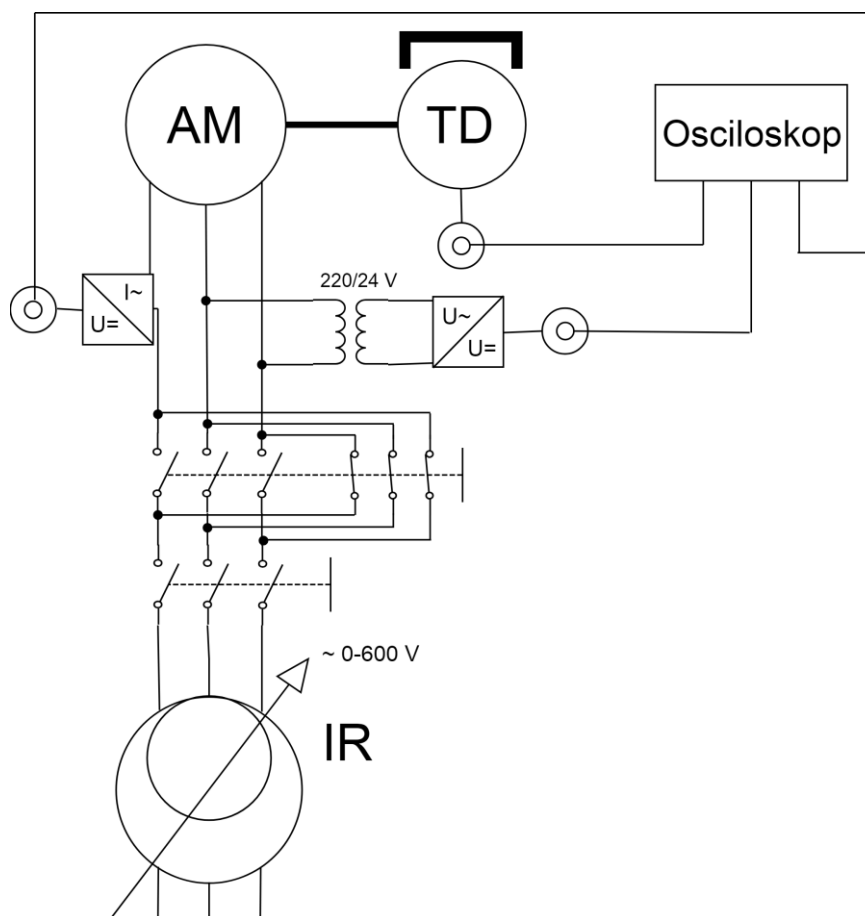 AM
TD
Osciloskop
220/24 V
I~
U=
U~
U=
~ 0-600 V
IR